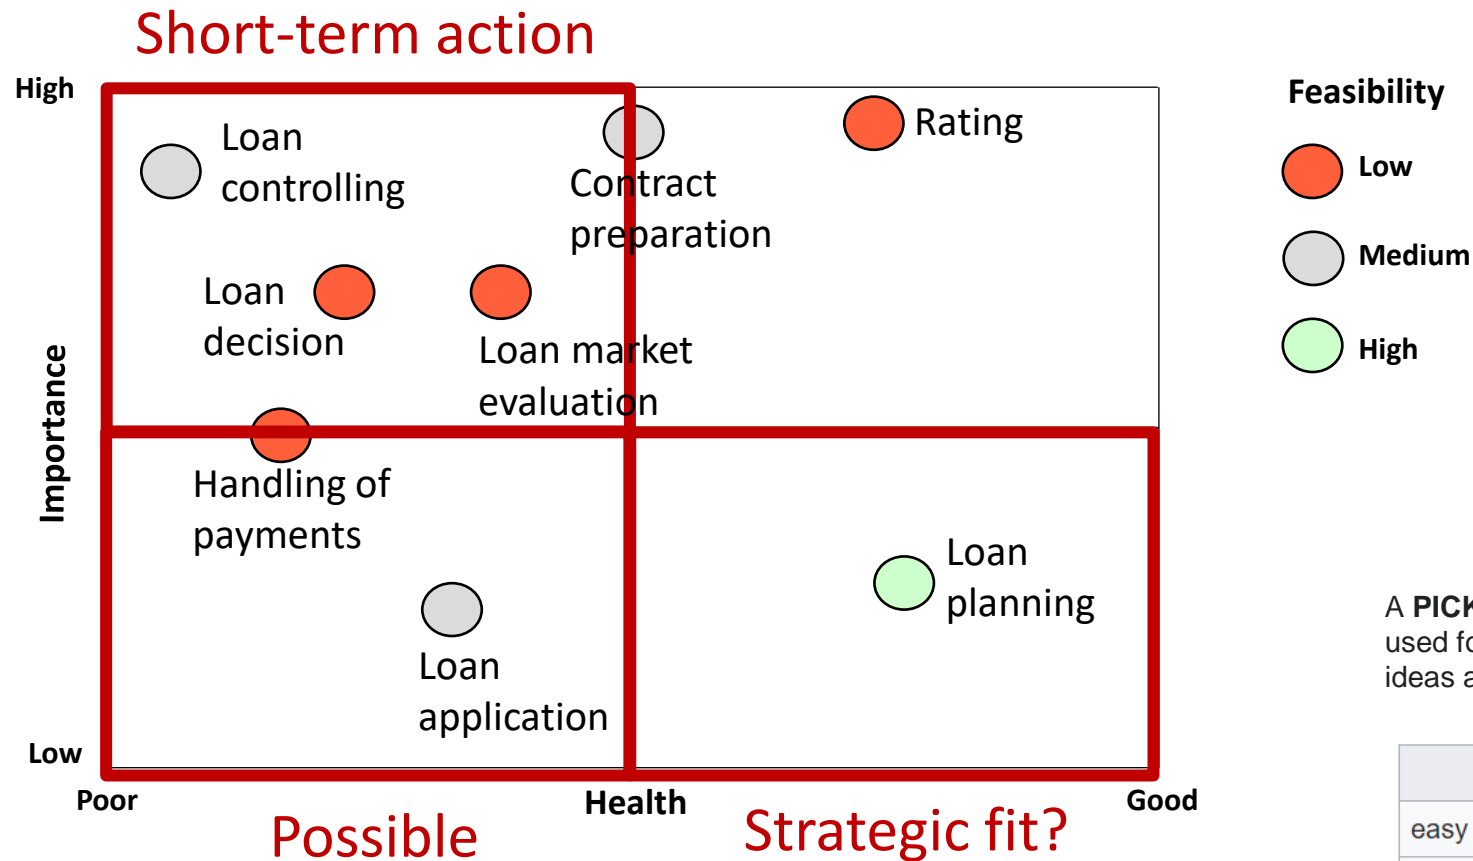 Short-term action
High
Feasibility
Low
Medium
High
Loan
controlling
Contract
preparation
Rating
Loan
decision
Loan market
evaluation
Importance
Handling of
payments
Loan
application
Loan
planning
Low
Poor
Health
Good
Possible
Strategic fit?
A PICK
used fo
ideas a
easy